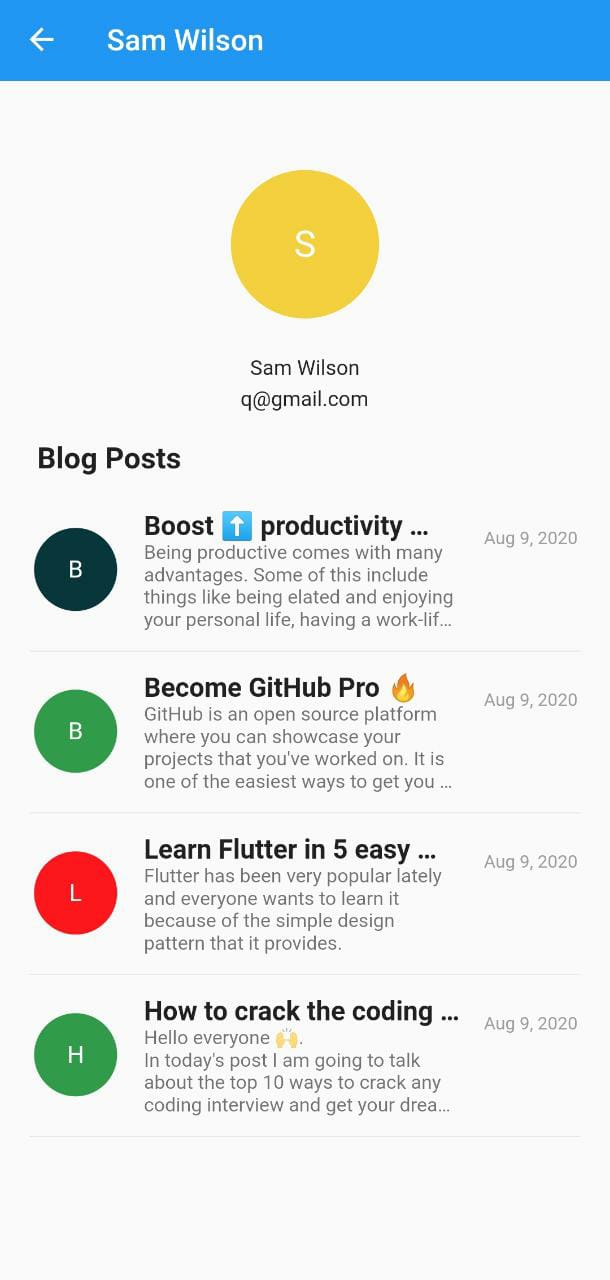 Sam Wilson
S
Sam Wilson
q@gmail.com
Blog Posts
B
Boost ⬆️ productivity ...
Aug 9, 2020
Being productive comes with many
advantages. Some of this include
things like being elated and enjoying
your personal life, having a work-lif...
B
Become GitHub Pro 🔥
Aug 9, 2020
GitHub is an open source platform
where you can showcase your
projects that you've worked on. It is
one of the easiest ways to get you ...
L
Learn Flutter in 5 easy ...
Aug 9, 2020
Flutter has been very popular lately
and everyone wants to learn it
because of the simple design
pattern that it provides.
H
How to crack the coding ...
Aug 9, 2020
Hello everyone 🙌🏻.
In today's post I am going to talk
about the top 10 ways to crack any
coding interview and get your drea...